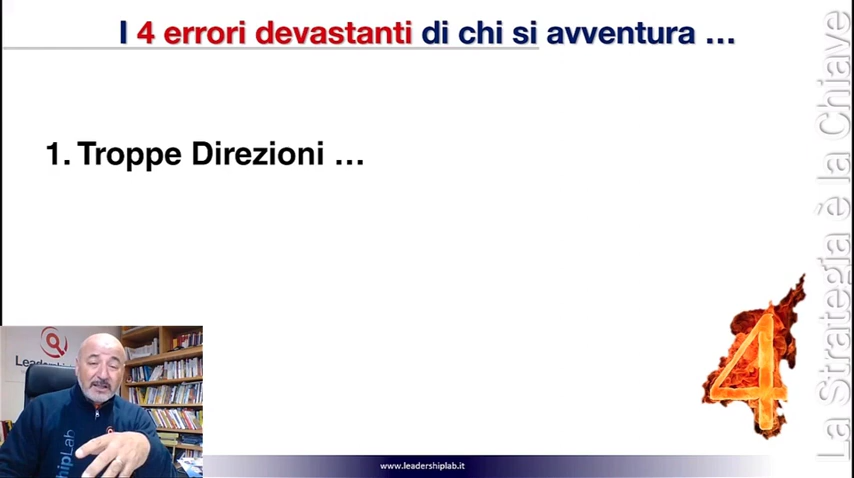 I 4 errori devastanti di chi si avventura ...
1. Troppe Direzioni ...
La Strategia è la Chiave
4
www.leadershiplab.it